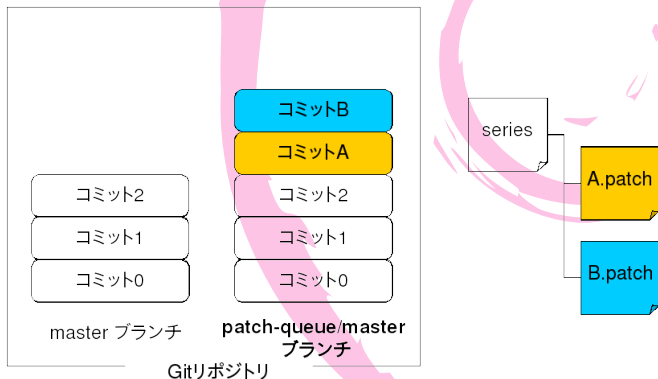 コミットB
コミットA
コミット2
コミット1
コミット0
コミット2
コミット1
コミット0
master ブランチ
patch-queue/master
ブランチ
Gitリポジトリ
series
A.patch
B.patch